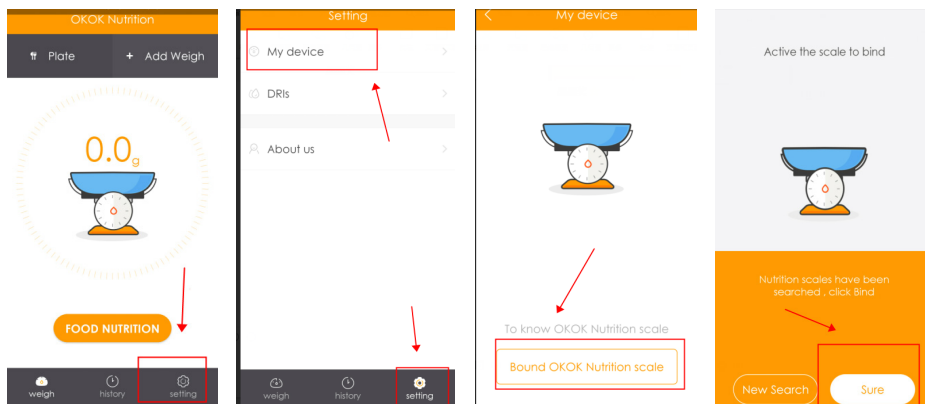 OKOK Nutrition
Plate
+ Add Weigh
0.0g
FOOD NUTRITION
weigh
history
setting
Setting
My device
DRIs
About us
weigh
history
setting
My device
To know OKOK Nutrition scale
Bound OKOK Nutrition scale
Active the scale to bind
Nutrition scales have been
searched , click Bind
New Search
Sure